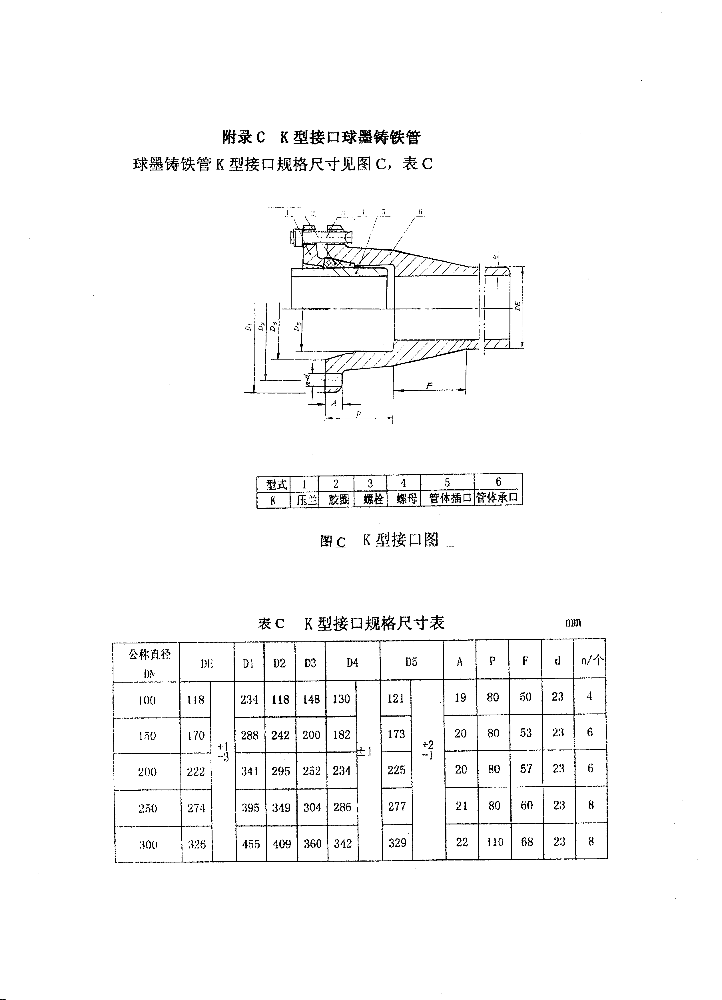 附录C K型接口球墨铸铁管
球墨铸铁管K型接口规格尺寸见图C，表C
1 2 3 4 5 6
e
DE
D1 D2 D3 D5
n-d
F
A
P
型式 1 2 3 4 5 6
K 压兰 胶圈 螺栓 螺母 管体插口 管体承口
图C K型接口图
表C K型接口规格尺寸表 mm
公称直径 DN DE D1 D2 D3 D4 D5 A P F d n/个
100 118 234 118 148 130 121 19 80 50 23 4
150 170 288 242 200 182 173 20 80 53 23 6
+1 -3 ±1 +2 -1
200 222 341 295 252 234 225 20 80 57 23 6
250 274 395 349 304 286 277 21 80 60 23 8
300 326 455 409 360 342 329 22 110 68 23 8